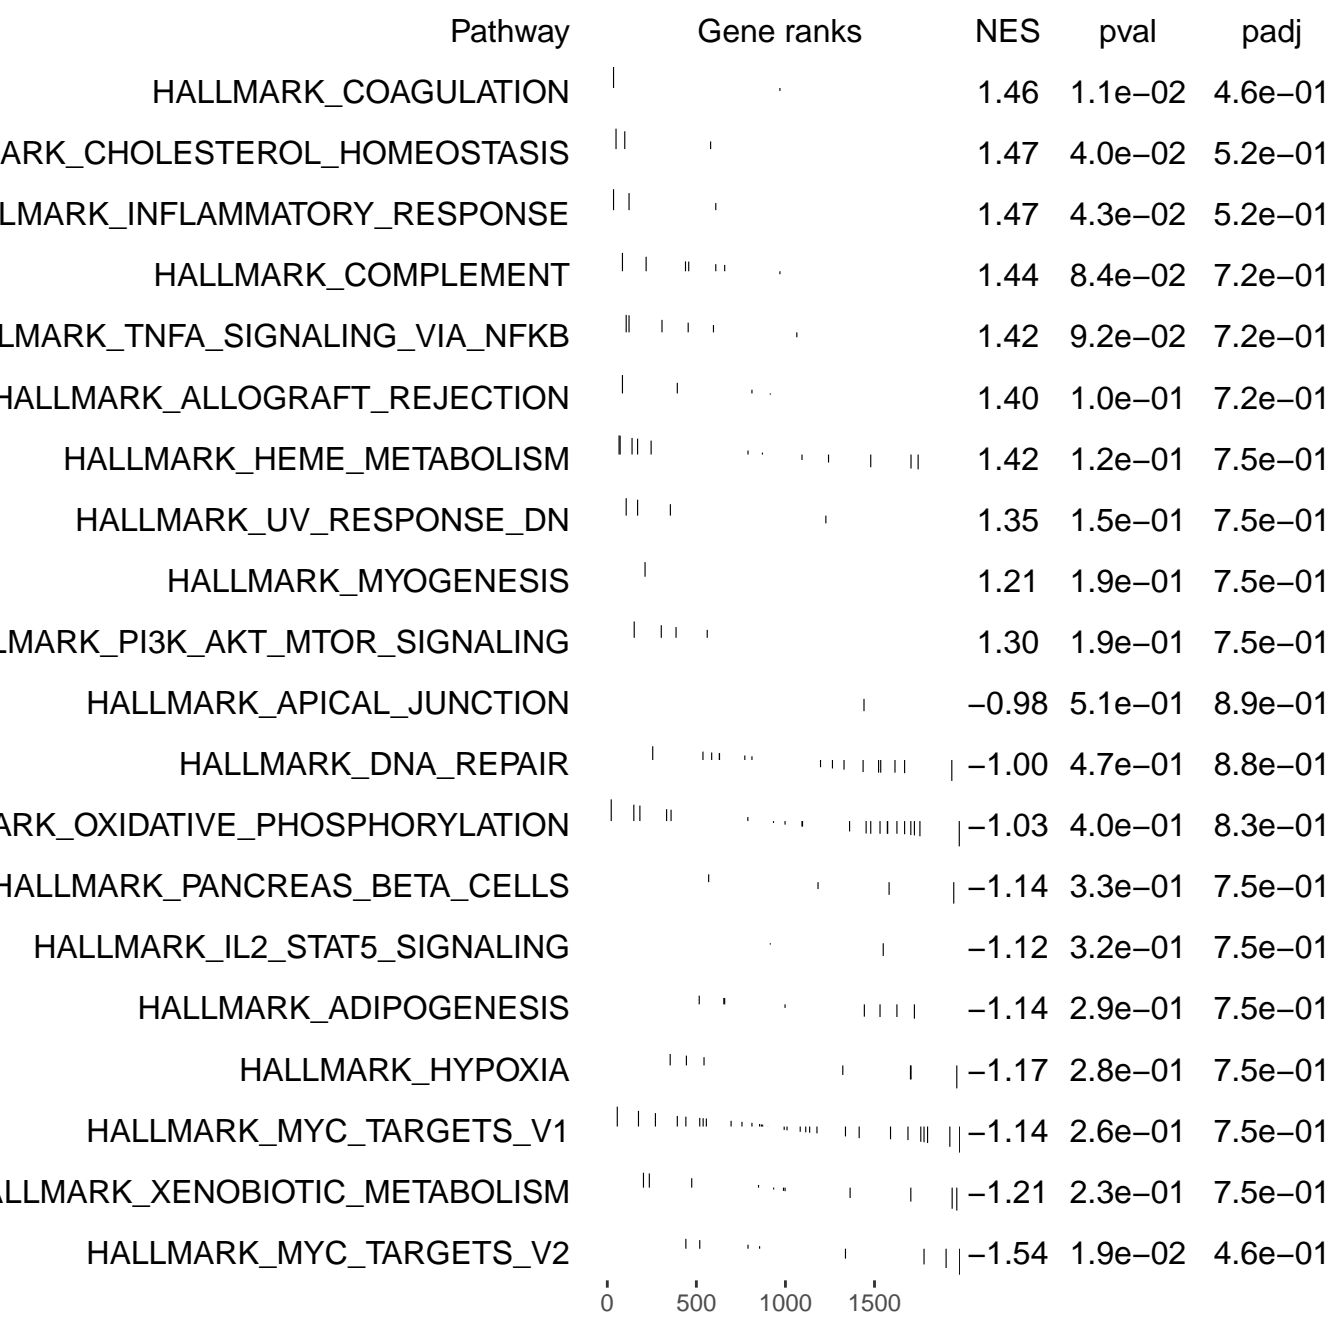 Pathway Gene ranks NES pval padj
HALLMARK_COAGULATION 1.46 1.1e−02 4.6e−01
ARK_CHOLESTEROL_HOMEOSTASIS 1.47 4.0e−02 5.2e−01
LMARK_INFLAMMATORY_RESPONSE 1.47 4.3e−02 5.2e−01
HALLMARK_COMPLEMENT 1.44 8.4e−02 7.2e−01
LMARK_TNFA_SIGNALING_VIA_NFKB 1.42 9.2e−02 7.2e−01
HALLMARK_ALLOGRAFT_REJECTION 1.40 1.0e−01 7.2e−01
HALLMARK_HEME_METABOLISM 1.42 1.2e−01 7.5e−01
HALLMARK_UV_RESPONSE_DN 1.35 1.5e−01 7.5e−01
HALLMARK_MYOGENESIS 1.21 1.9e−01 7.5e−01
LMARK_PI3K_AKT_MTOR_SIGNALING 1.30 1.9e−01 7.5e−01
HALLMARK_APICAL_JUNCTION −0.98 5.1e−01 8.9e−01
HALLMARK_DNA_REPAIR −1.00 4.7e−01 8.8e−01
ARK_OXIDATIVE_PHOSPHORYLATION −1.03 4.0e−01 8.3e−01
HALLMARK_PANCREAS_BETA_CELLS −1.14 3.3e−01 7.5e−01
HALLMARK_IL2_STAT5_SIGNALING −1.12 3.2e−01 7.5e−01
HALLMARK_ADIPOGENESIS −1.14 2.9e−01 7.5e−01
HALLMARK_HYPOXIA −1.17 2.8e−01 7.5e−01
HALLMARK_MYC_TARGETS_V1 −1.14 2.6e−01 7.5e−01
ALLMARK_XENOBIOTIC_METABOLISM −1.21 2.3e−01 7.5e−01
HALLMARK_MYC_TARGETS_V2 −1.54 1.9e−02 4.6e−01
0 500 1000 1500